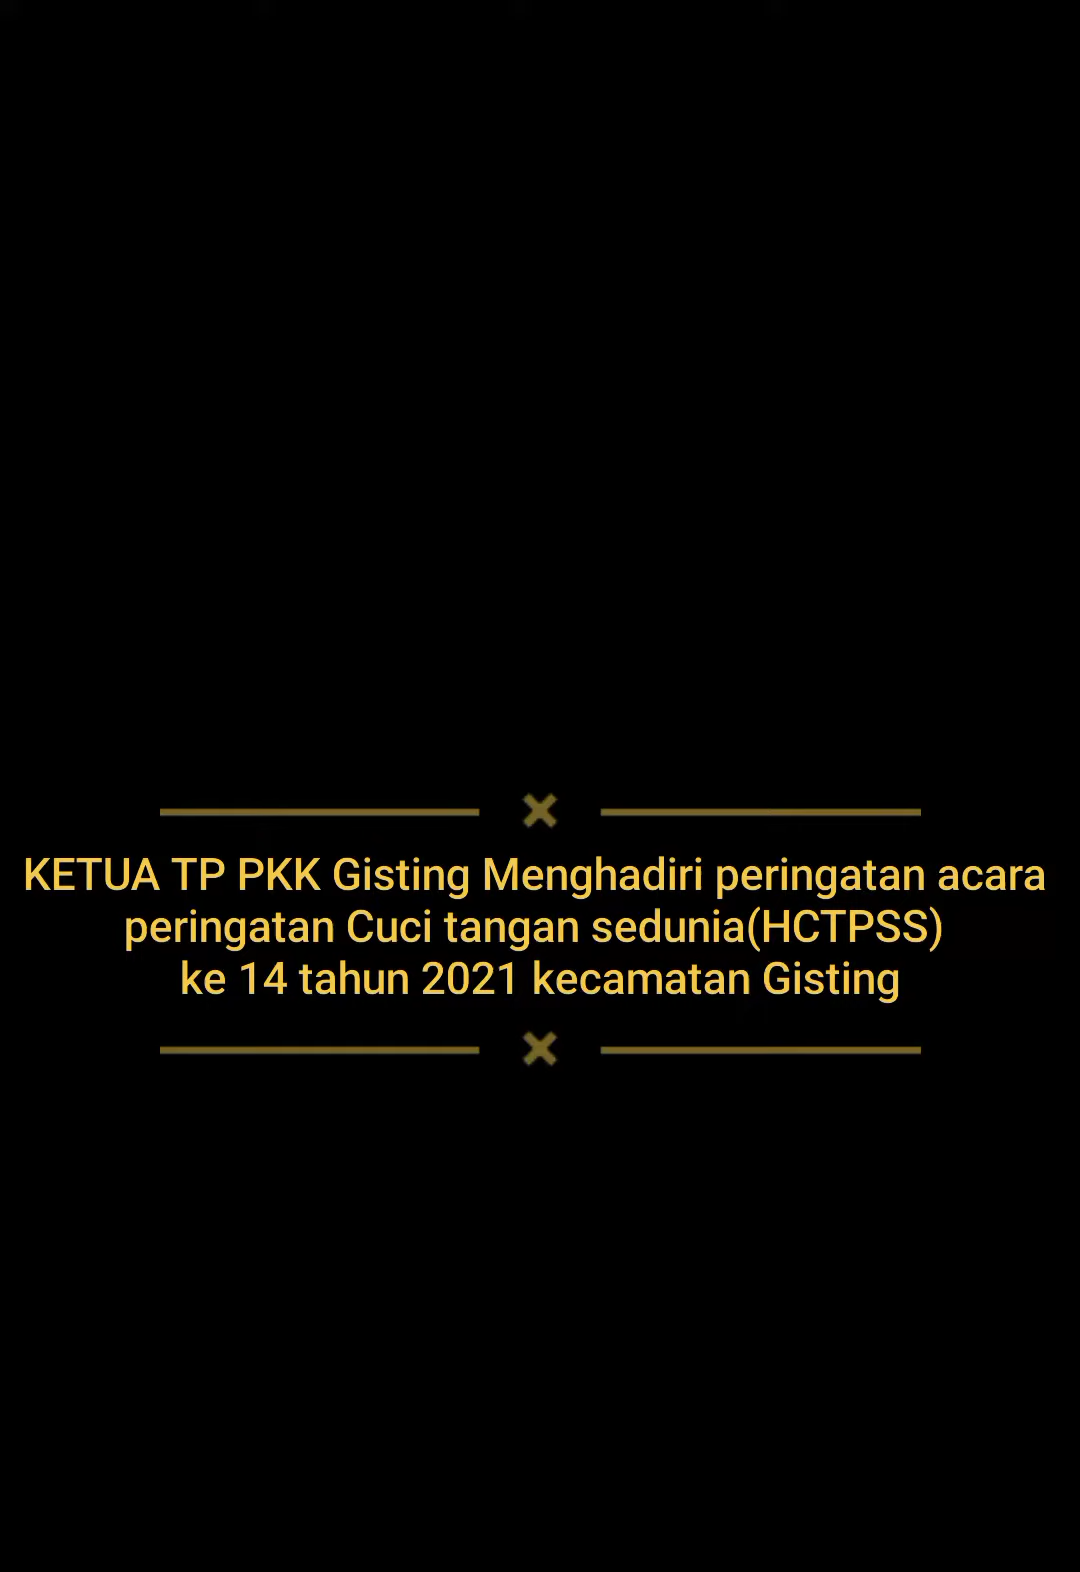 KETUA TP PKK Gisting Menghadiri peringatan acara
peringatan Cuci tangan sedunia(HCTPSS)
ke 14 tahun 2021 kecamatan Gisting